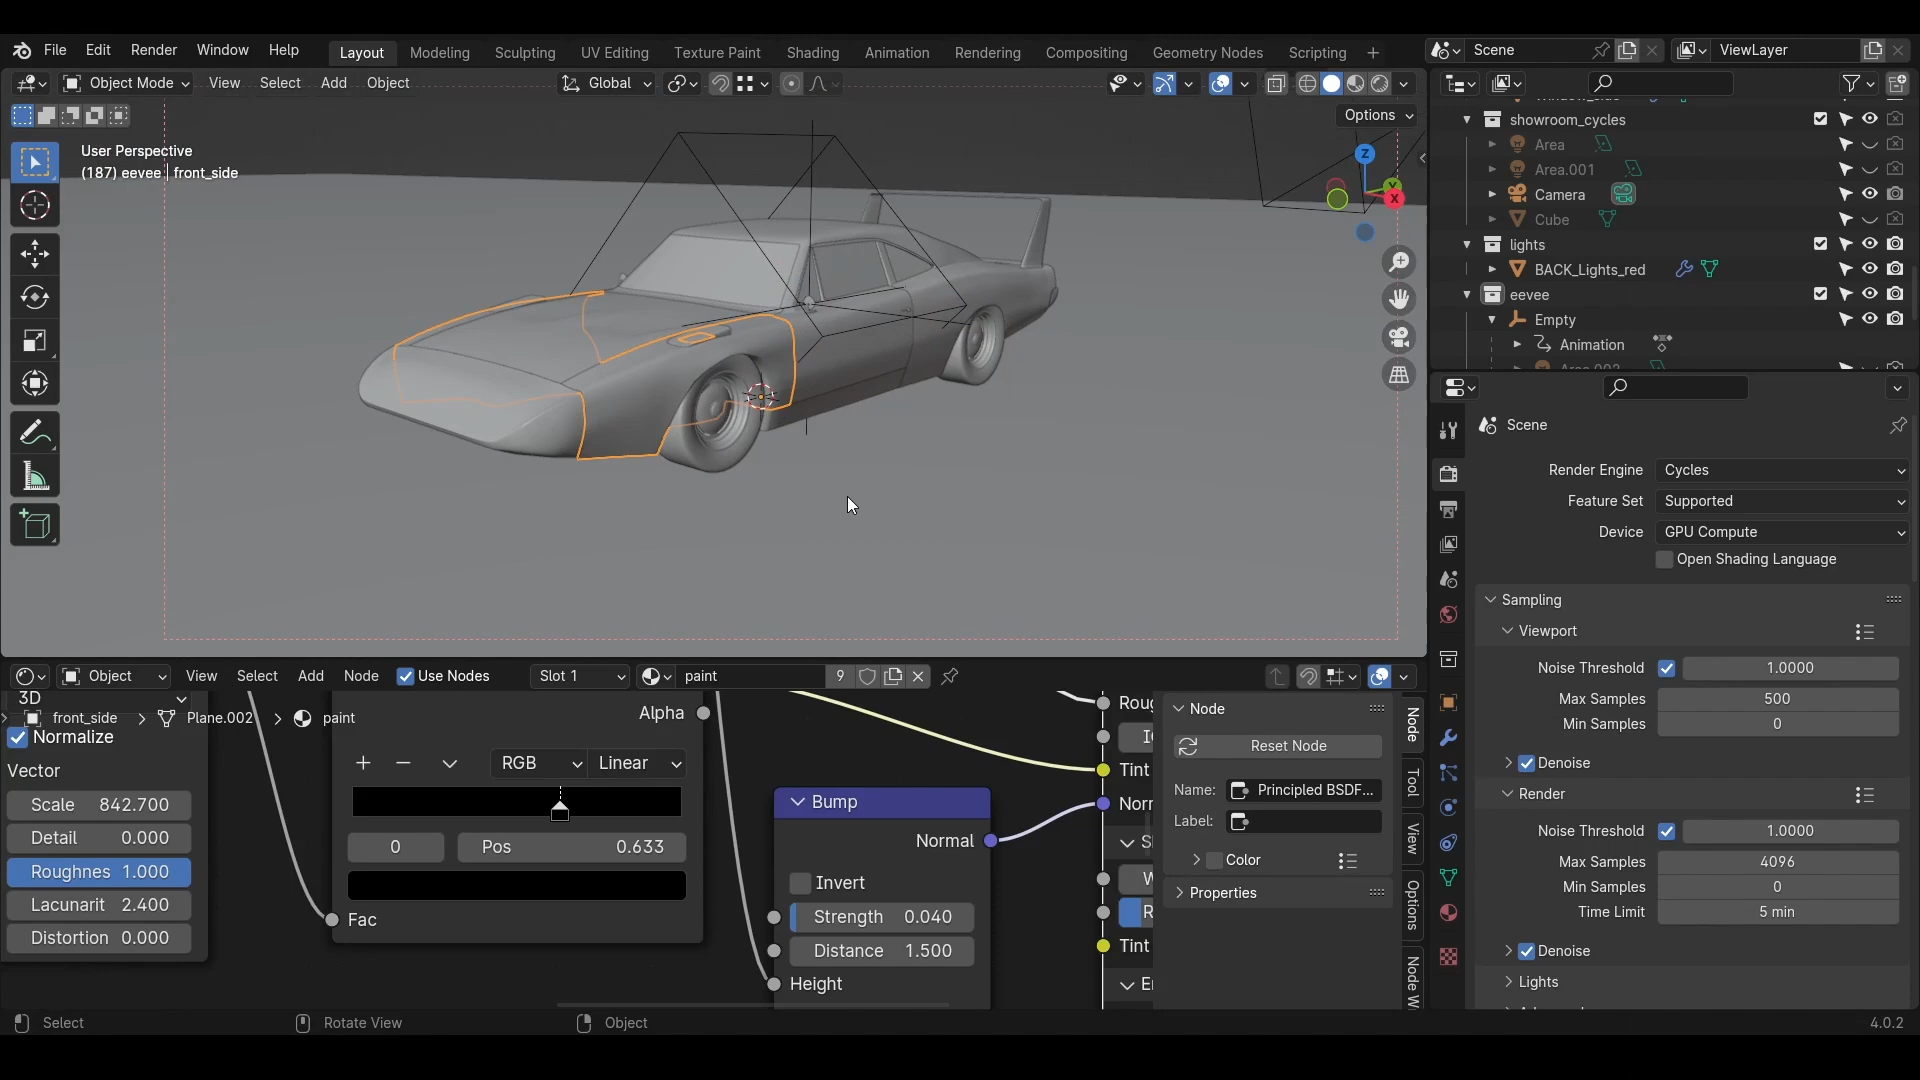 File Edit Render Window Help Layout Modeling Sculpting UV Editing Texture Paint Shading Animation Rendering Compositing Geometry Nodes Scripting + Scene ViewLayer
Object Mode View Select Add Object Global
Options
User Perspective
(187) eevee | front_side
Z
X
showroom_cycles
Area
Area.001
Camera
Cube
lights
BACK_Lights_red
eevee
Empty
Animation
Scene
Render Engine Cycles
Feature Set Supported
Device GPU Compute
Open Shading Language
Sampling
Viewport
Noise Threshold 1.0000
Max Samples 500
Min Samples 0
Denoise
Render
Noise Threshold 1.0000
Max Samples 4096
Min Samples 0
Time Limit 5 min
Denoise
Lights
Object View Select Add Node Use Nodes Slot 1 paint 9
3D
front_side > Plane.002 > paint
Normalize
Vector
Scale 842.700
Detail 0.000
Roughnes 1.000
Lacunarit 2.400
Distortion 0.000
Alpha
RGB Linear
0 Pos 0.633
Fac
Bump
Normal
Invert
Strength 0.040
Distance 1.500
Height
Roug
Tint
Norr
Tint
Node
Reset Node
Name: Principled BSDF...
Label:
Color
Properties
Node
Tool
View
Options
Node W
Select Rotate View Object 4.0.2